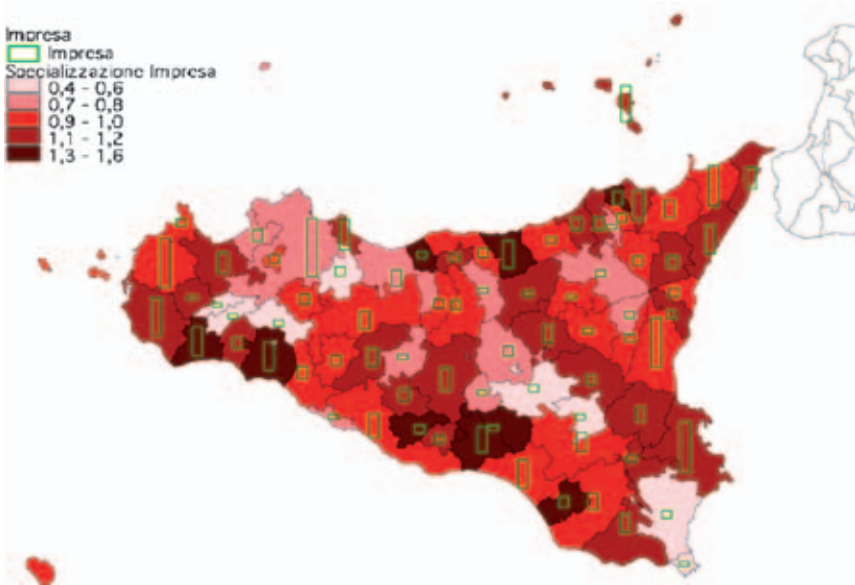 Impresa
Impresa
Specializzazione Impresa
0,4 - 0,6
0,7 - 0,8
0,9 - 1,0
1,1 - 1,2
1,3 - 1,6